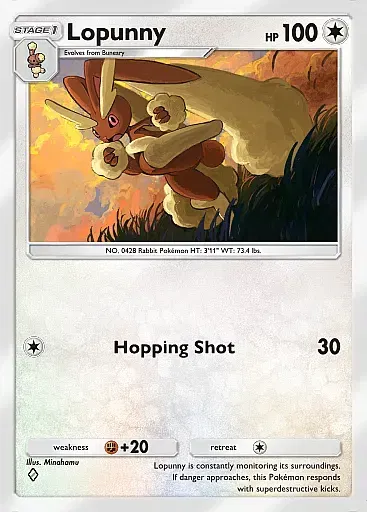 STAGE 1 Lopunny HP 100
Evolves from Buneary
NO. 0428 Rabbit Pokémon HT: 3'11" WT: 73.4 lbs.
Hopping Shot 30
weakness +20 retreat
Illus. Minahamu
Lopunny is constantly monitoring its surroundings.
If danger approaches, this Pokémon responds
with superdestructive kicks.